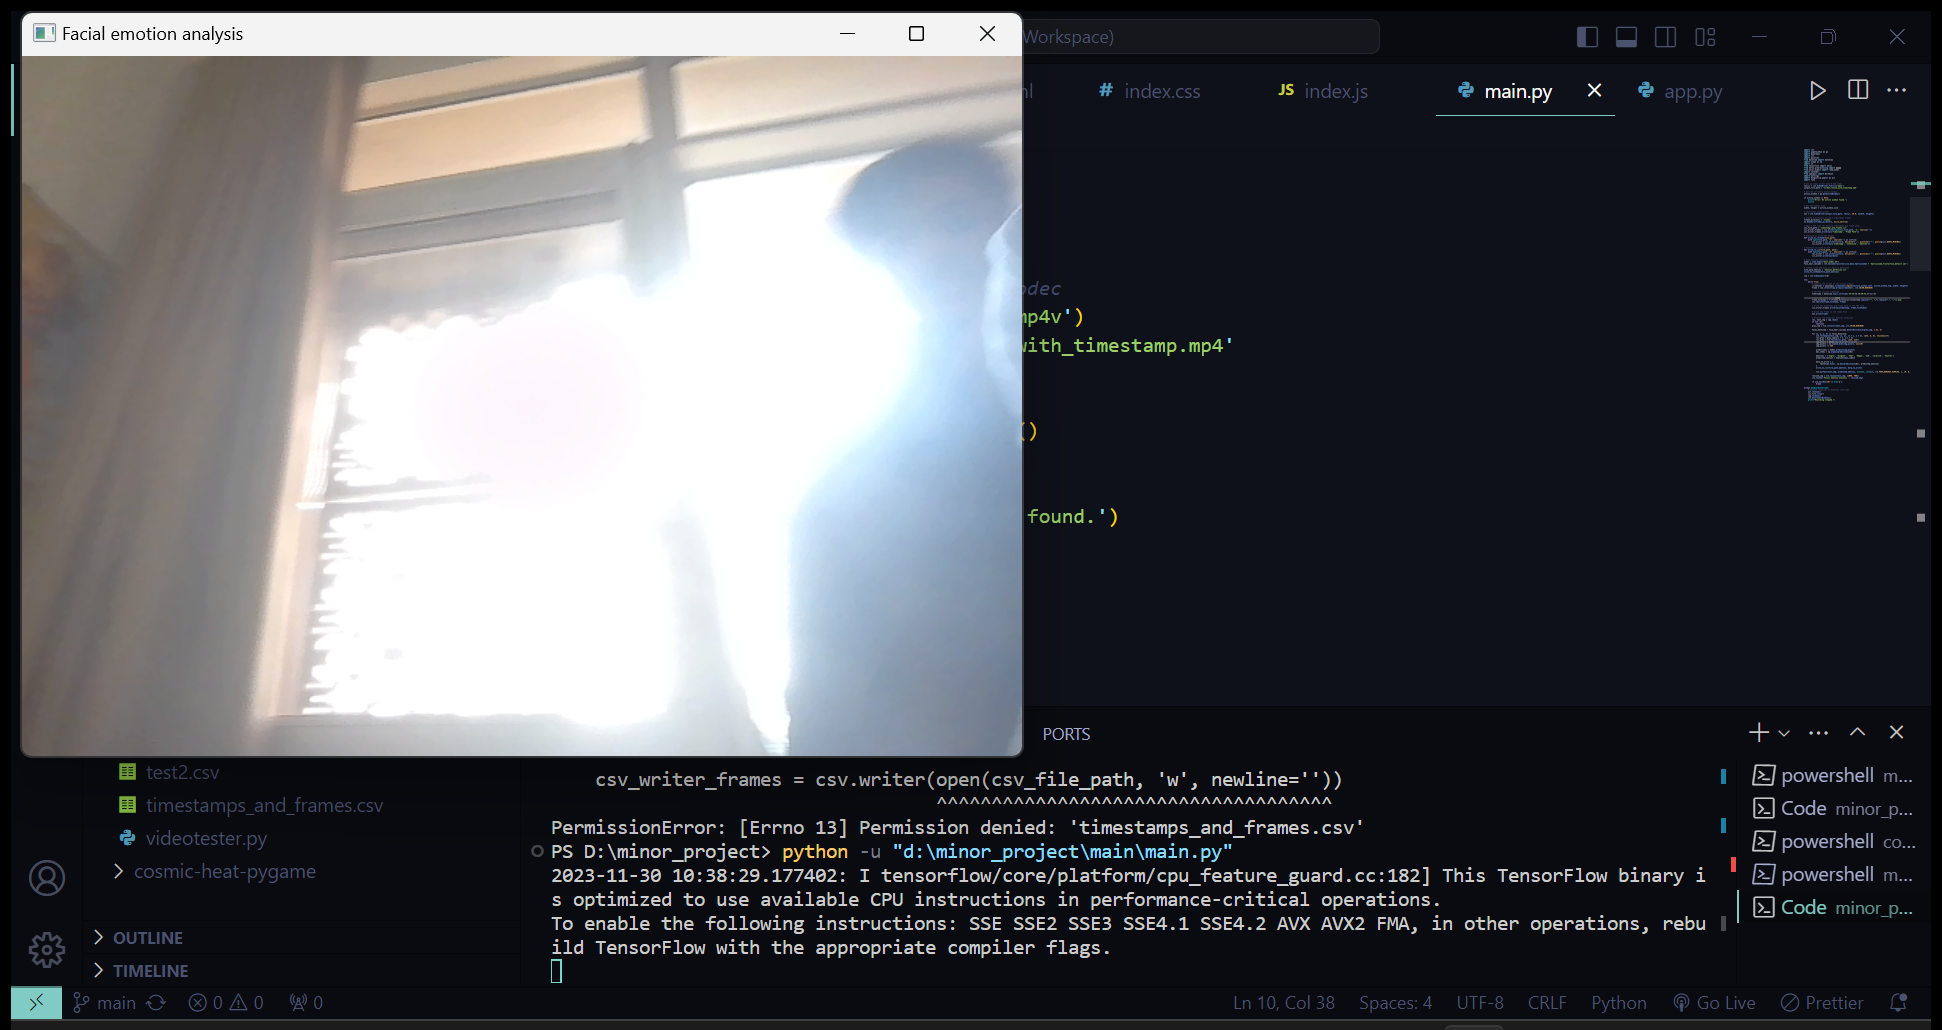 Facial emotion analysis
Workspace)
index.css
JS index.js
main.py
app.py
odec
mp4v')
with_timestamp.mp4'
()
found.')
PORTS
test2.csv
timestamps_and_frames.csv
videotester.py
cosmic-heat-pygame
OUTLINE
TIMELINE
csv_writer_frames = csv.writer(open(csv_file_path, 'w', newline=''))
^^^^^^^^^^^^^^^^^^^^^^^^^^^^^^^^^^^^
PermissionError: [Errno 13] Permission denied: 'timestamps_and_frames.csv'
PS D:\minor_project> python -u "d:\minor_project\main\main.py"
2023-11-30 10:38:29.177402: I tensorflow/core/platform/cpu_feature_guard.cc:182] This TensorFlow binary i
s optimized to use available CPU instructions in performance-critical operations.
To enable the following instructions: SSE SSE2 SSE3 SSE4.1 SSE4.2 AVX AVX2 FMA, in other operations, rebu
ild TensorFlow with the appropriate compiler flags.
powershell m...
Code minor_p...
powershell co...
powershell m...
Code minor_p...
main 0 0 0
Ln 10, Col 38 Spaces: 4 UTF-8 CRLF Python Go Live Prettier